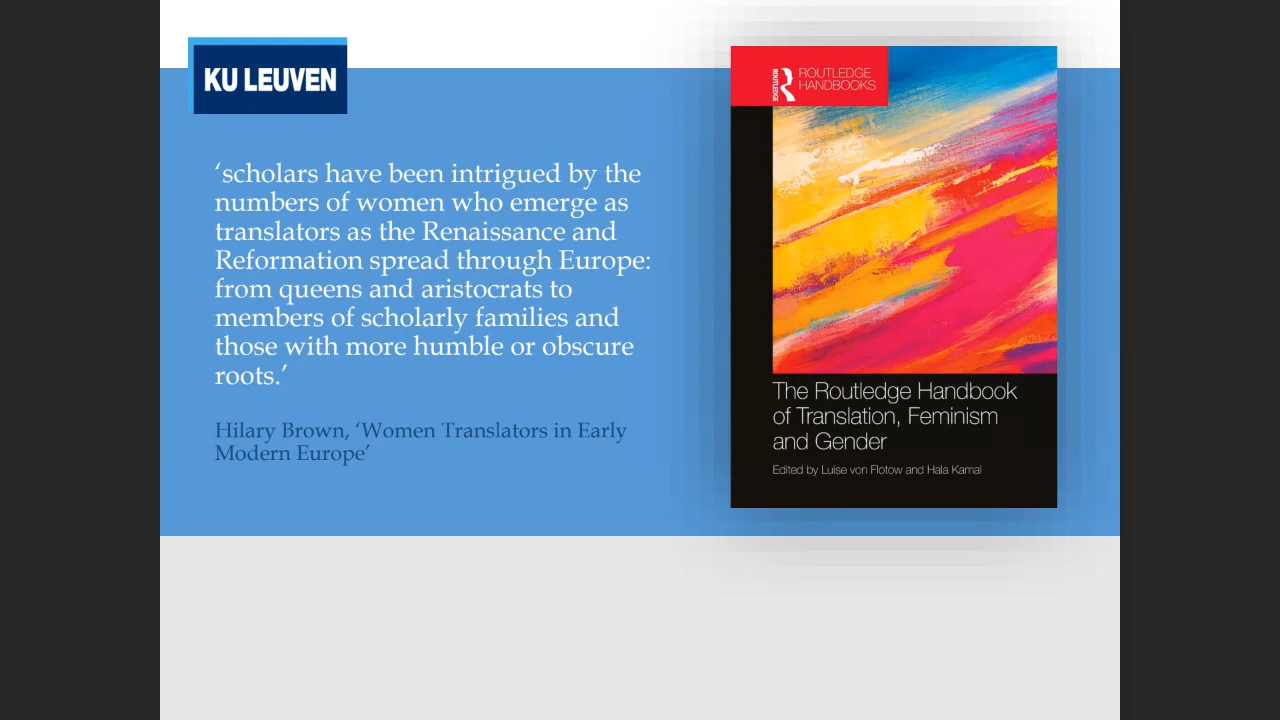 KU LEUVEN
‘scholars have been intrigued by the
numbers of women who emerge as
translators as the Renaissance and
Reformation spread through Europe:
from queens and aristocrats to
members of scholarly families and
those with more humble or obscure
roots.’
Hilary Brown, ‘Women Translators in Early
Modern Europe’
ROUTLEDGE
ROUTLEDGE
HANDBOOKS
The Routledge Handbook
of Translation, Feminism
and Gender
Edited by Luise von Flotow and Hala Kamal